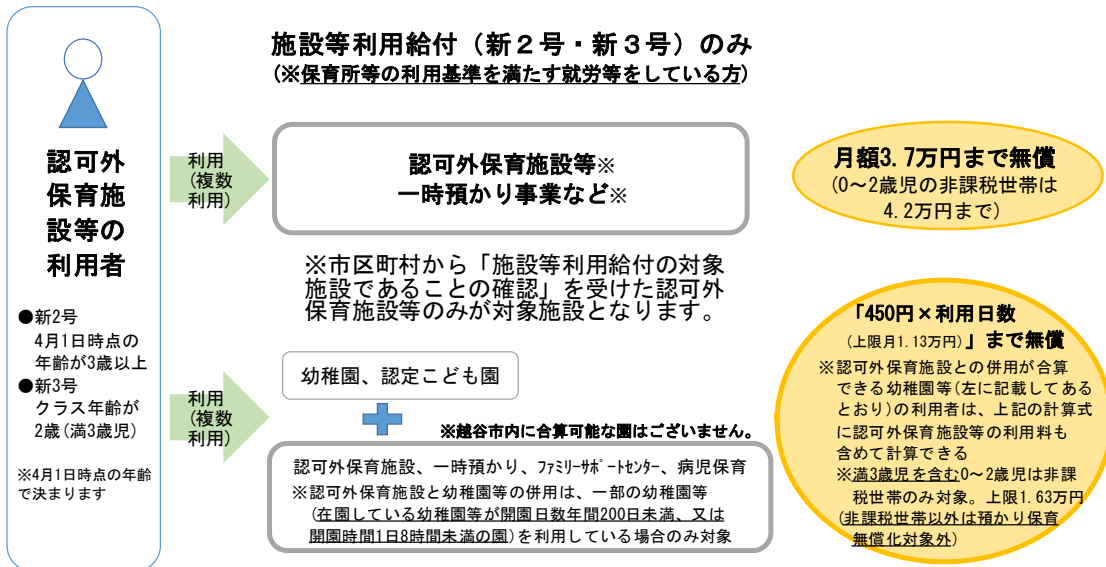 施設等利用給付（新２号・新３号）のみ
(※保育所等の利用基準を満たす就労等をしている方)
認可外
保育施
設等の
利用者
●新2号
4月1日時点の
年齢が3歳以上
●新3号
クラス年齢が
2歳(満3歳児)
※4月1日時点の年齢
で決まります
利用
(複数
利用)
認可外保育施設等※
一時預かり事業など※
月額3.7万円まで無償
(0～2歳児の非課税世帯は
4.2万円まで)
※市区町村から「施設等利用給付の対象
施設であることの確認」を受けた認可外
保育施設等のみが対象施設となります。
利用
(複数
利用)
幼稚園、認定こども園
※越谷市内に合算可能な園はございません。
認可外保育施設、一時預かり、ﾌｧﾐﾘｰｻﾎﾟｰﾄセンター、病児保育
※認可外保育施設と幼稚園等の併用は、一部の幼稚園等
(在園している幼稚園等が開園日数年間200日未満、又は
開園時間1日8時間未満の園)を利用している場合のみ対象
「450円×利用日数
(上限月1.13万円)」まで無償
※認可外保育施設との併用が合算
できる幼稚園等(左に記載してある
とおり)の利用者は、上記の計算式
に認可外保育施設等の利用料も
含めて計算できる
※満3歳児を含む0～2歳児は非課
税世帯のみ対象。上限1.63万円
(非課税世帯以外は預かり保育
無償化対象外)